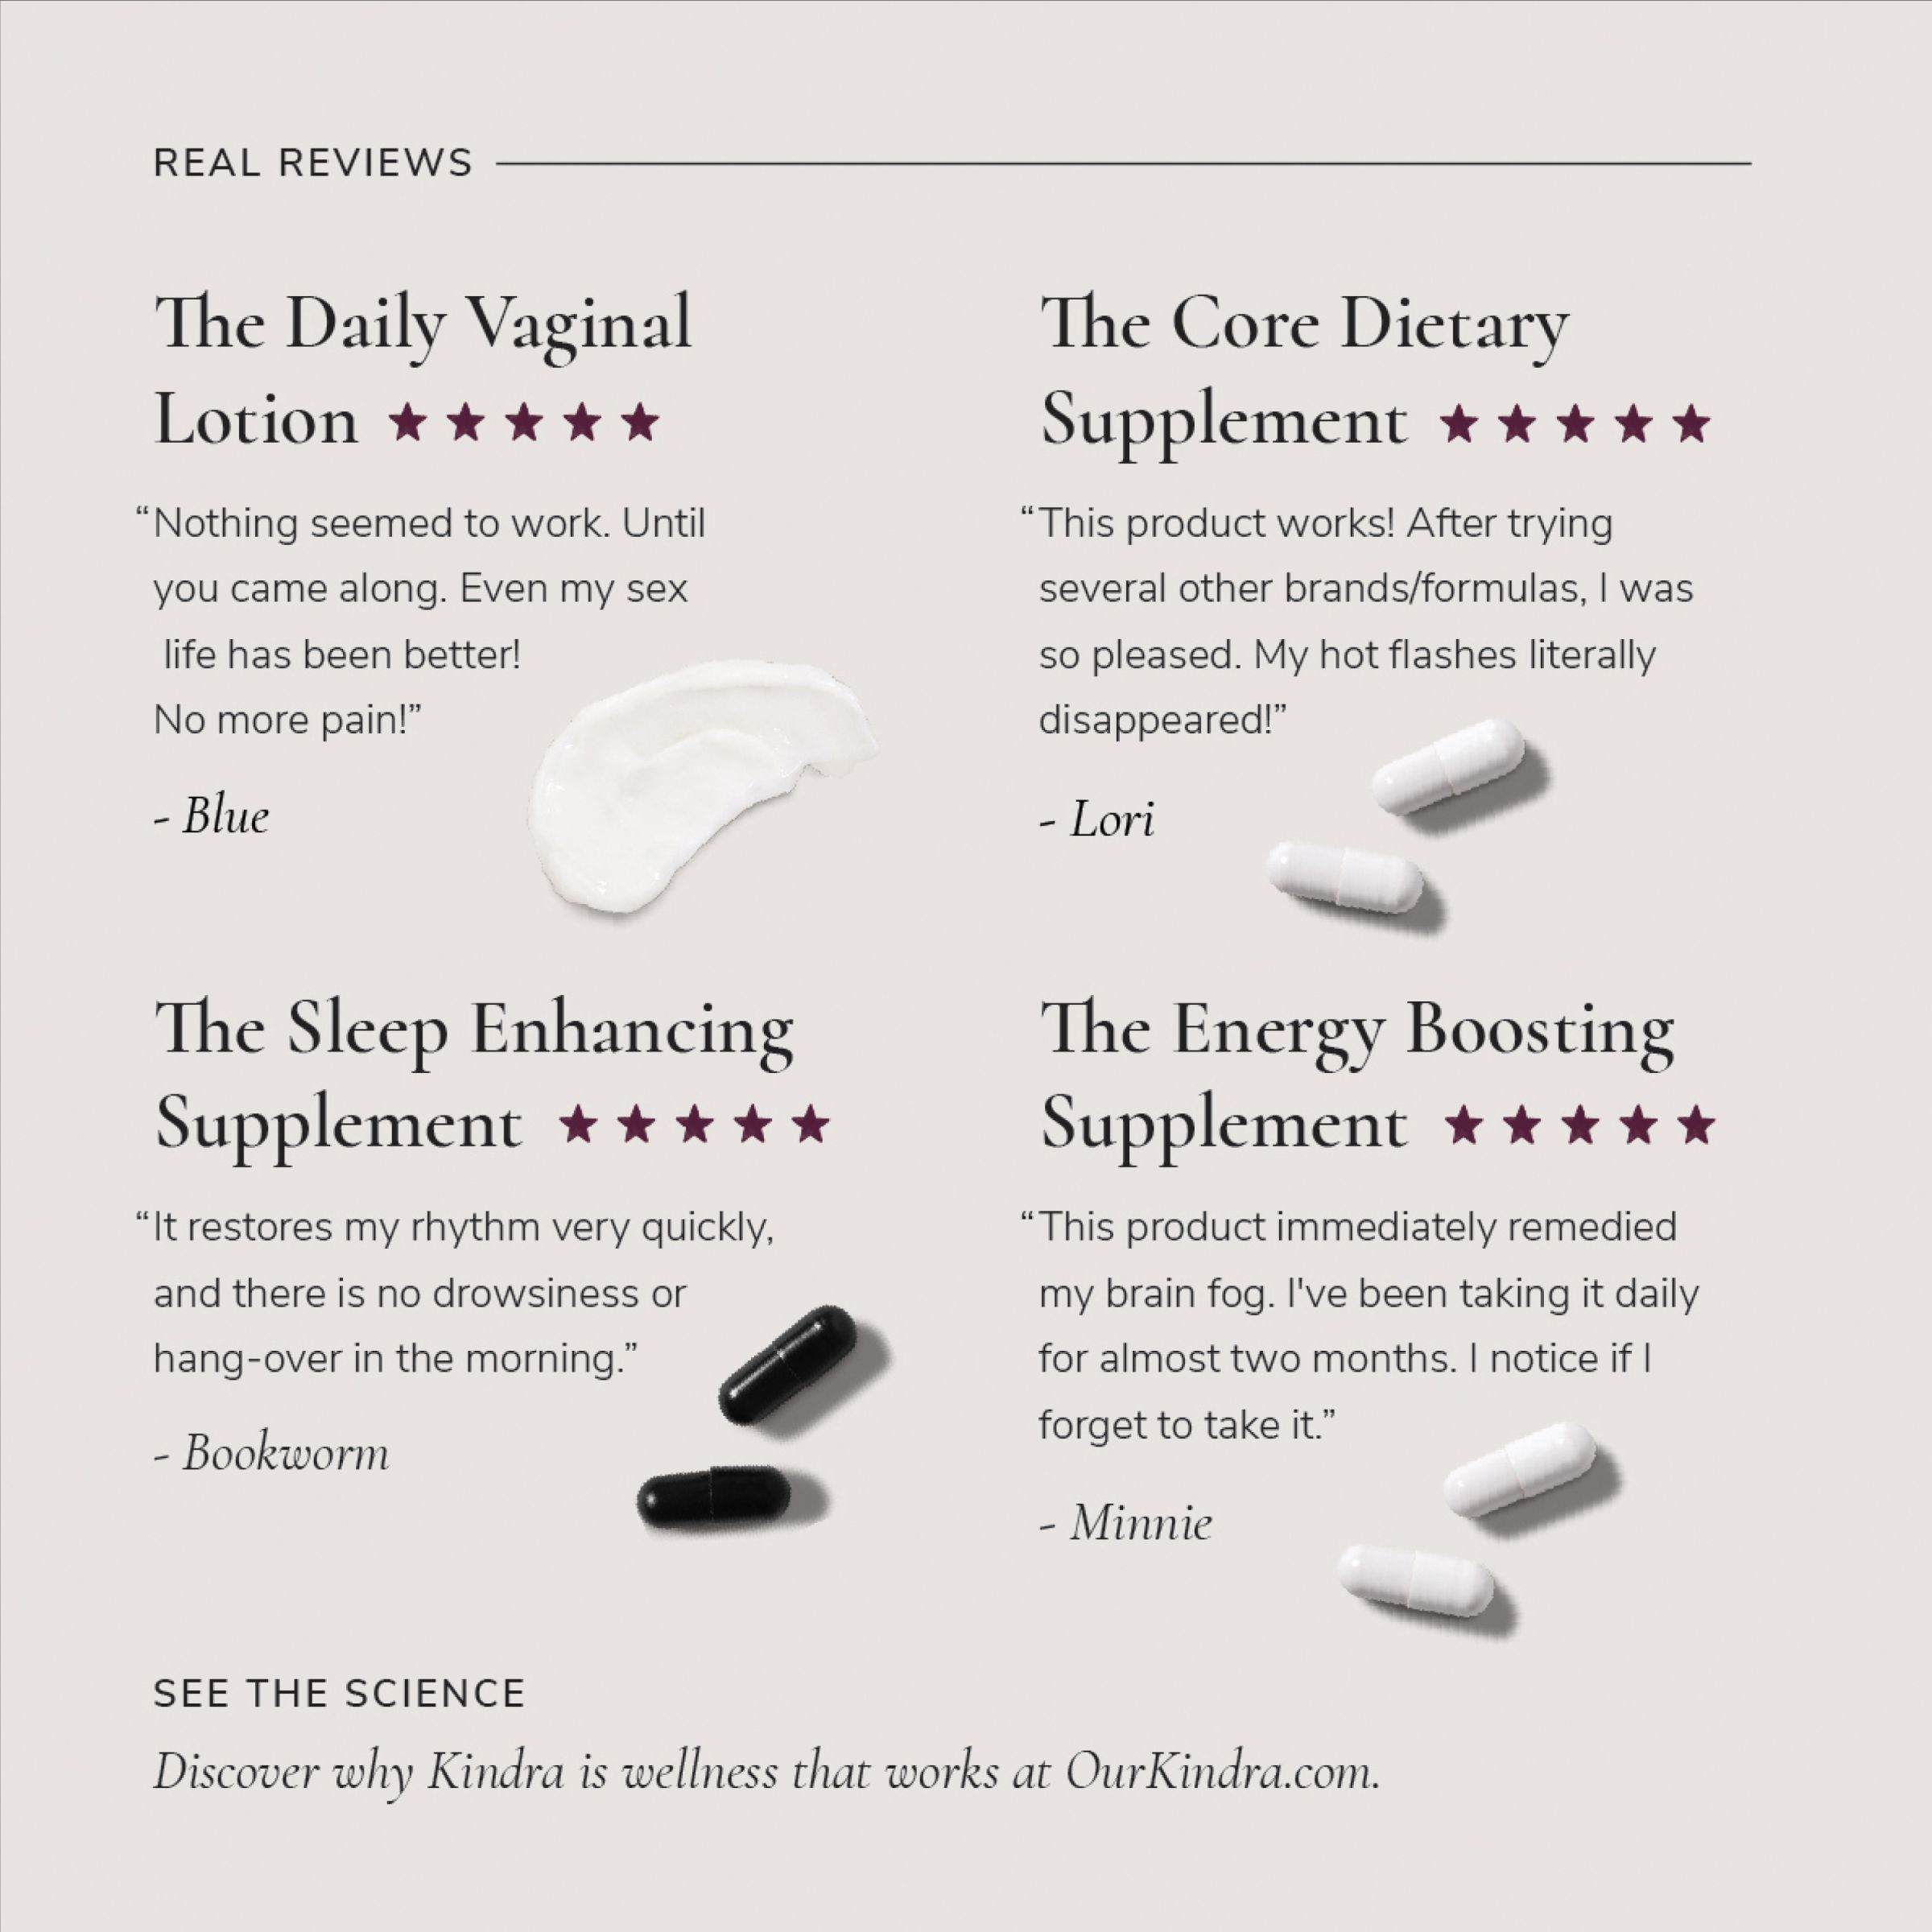 REAL REVIEWS
The Daily Vaginal
Lotion ★ ★ ★ ★ ★
“Nothing seemed to work. Until
you came along. Even my sex
life has been better!
No more pain!”
- Blue
The Core Dietary
Supplement ★ ★ ★ ★ ★
“This product works! After trying
several other brands/formulas, I was
so pleased. My hot flashes literally
disappeared!”
- Lori
The Sleep Enhancing
Supplement ★ ★ ★ ★ ★
“It restores my rhythm very quickly,
and there is no drowsiness or
hang-over in the morning.”
- Bookworm
The Energy Boosting
Supplement ★ ★ ★ ★ ★
“This product immediately remedied
my brain fog. I've been taking it daily
for almost two months. I notice if I
forget to take it.”
- Minnie
SEE THE SCIENCE
Discover why Kindra is wellness that works at OurKindra.com.